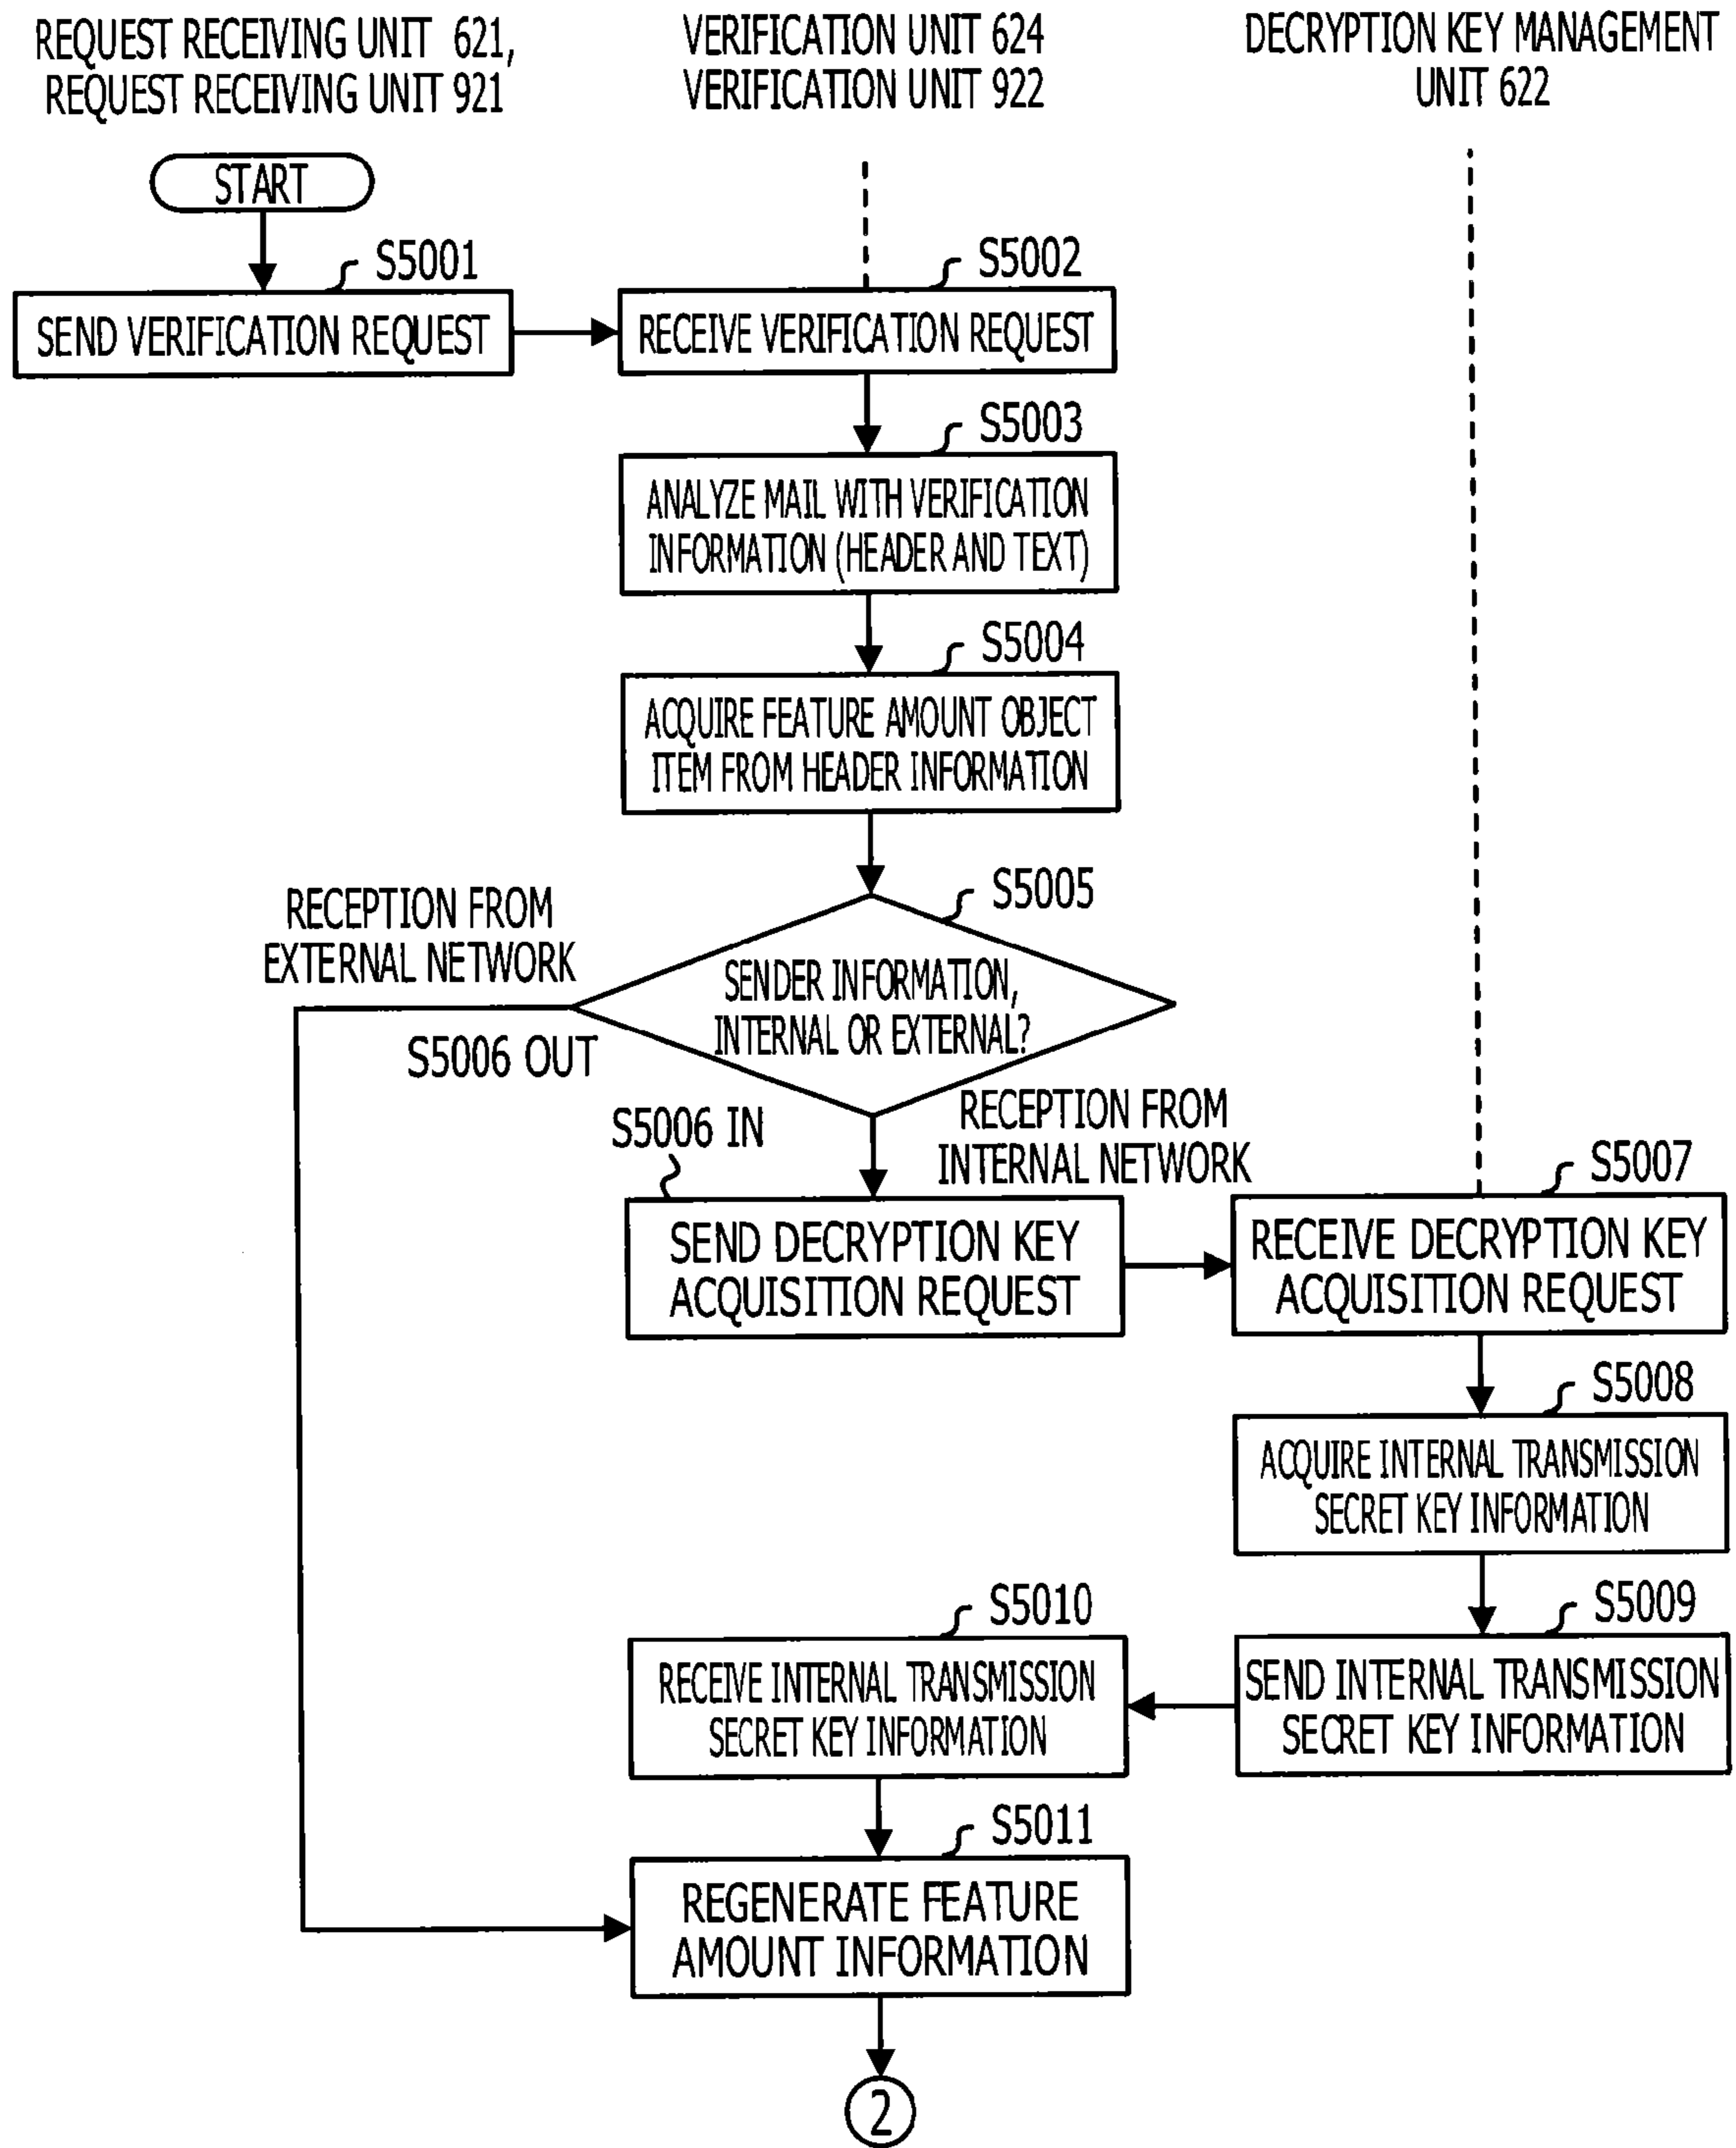 REQUEST RECEIVING UNIT 621,
REQUEST RECEIVING UNIT 921
VERIFICATION UNIT 624
VERIFICATION UNIT 922
DECRYPTION KEY MANAGEMENT
UNIT 622
START
S5001
SEND VERIFICATION REQUEST
S5002
RECEIVE VERIFICATION REQUEST
S5003
ANALYZE MAIL WITH VERIFICATION
INFORMATION (HEADER AND TEXT)
S5004
ACQUIRE FEATURE AMOUNT OBJECT
ITEM FROM HEADER INFORMATION
S5005
SENDER INFORMATION,
INTERNAL OR EXTERNAL?
RECEPTION FROM
EXTERNAL NETWORK
S5006 OUT
S5006 IN
RECEPTION FROM
INTERNAL NETWORK
SEND DECRYPTION KEY
ACQUISITION REQUEST
S5007
RECEIVE DECRYPTION KEY
ACQUISITION REQUEST
S5008
ACQUIRE INTERNAL TRANSMISSION
SECRET KEY INFORMATION
S5009
SEND INTERNAL TRANSMISSION
SECRET KEY INFORMATION
S5010
RECEIVE INTERNAL TRANSMISSION
SECRET KEY INFORMATION
S5011
REGENERATE FEATURE
AMOUNT INFORMATION
2